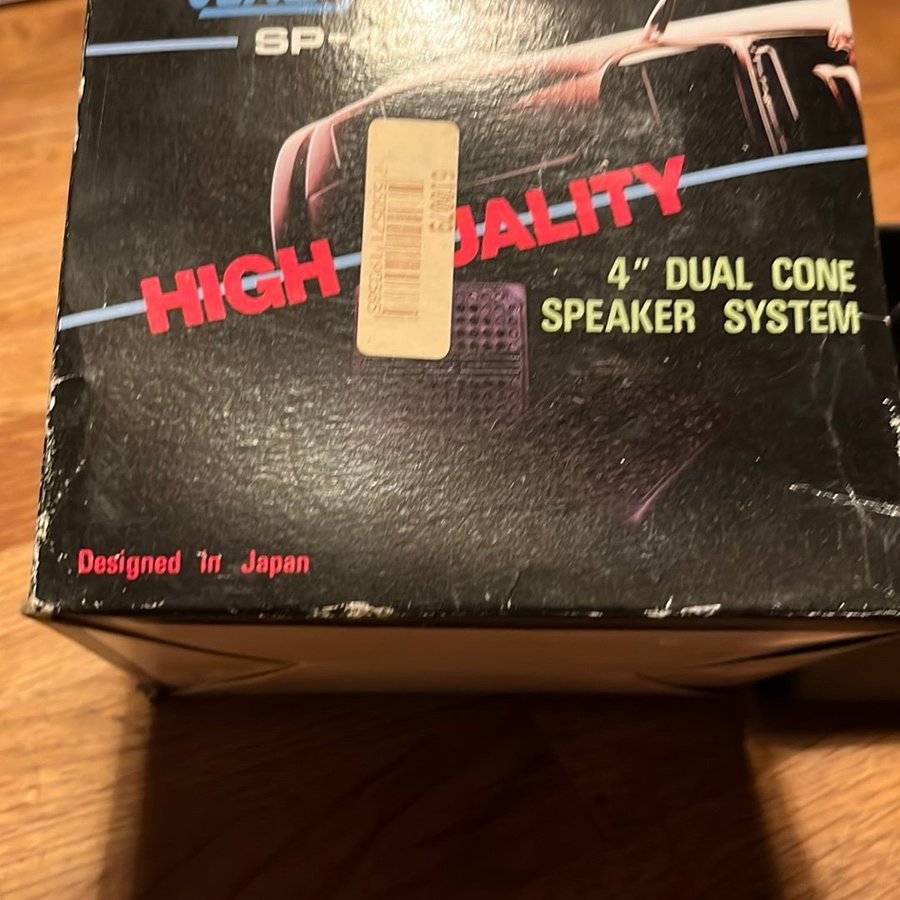 HIGH QUALITY
4" DUAL CONE
SPEAKER SYSTEM
Designed in Japan